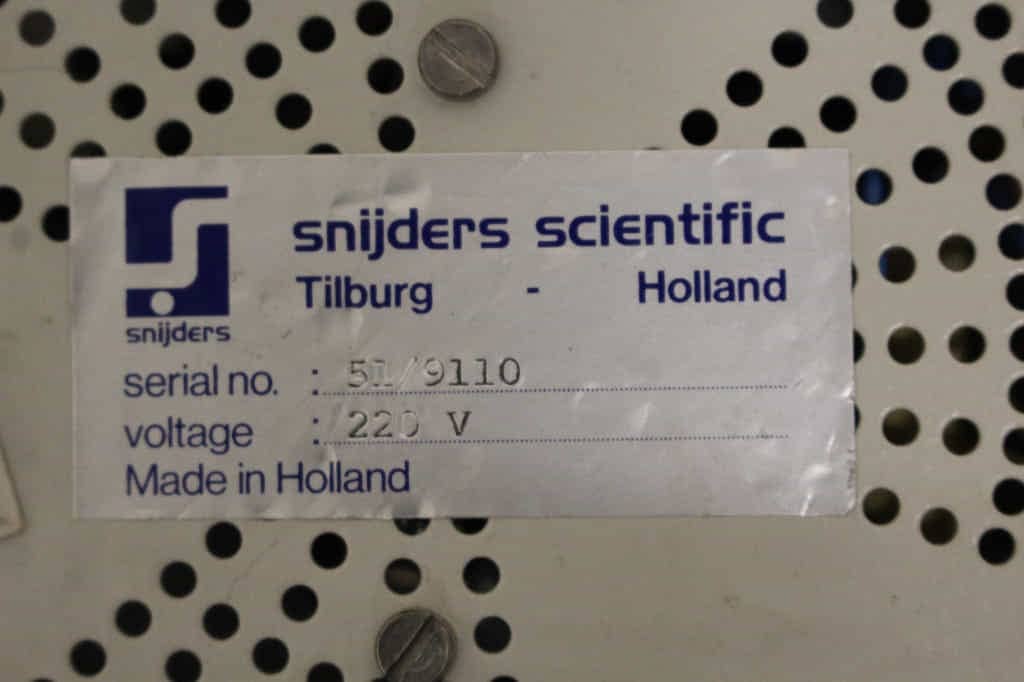 snijders
snijders scientific
Tilburg - Holland
serial no. : 51/9110
voltage : 220 V
Made in Holland